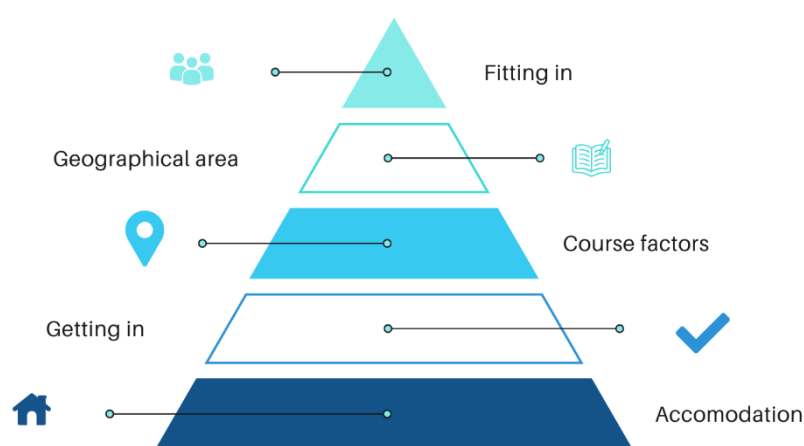 Fitting in
Geographical area
Course factors
Getting in
Accomodation